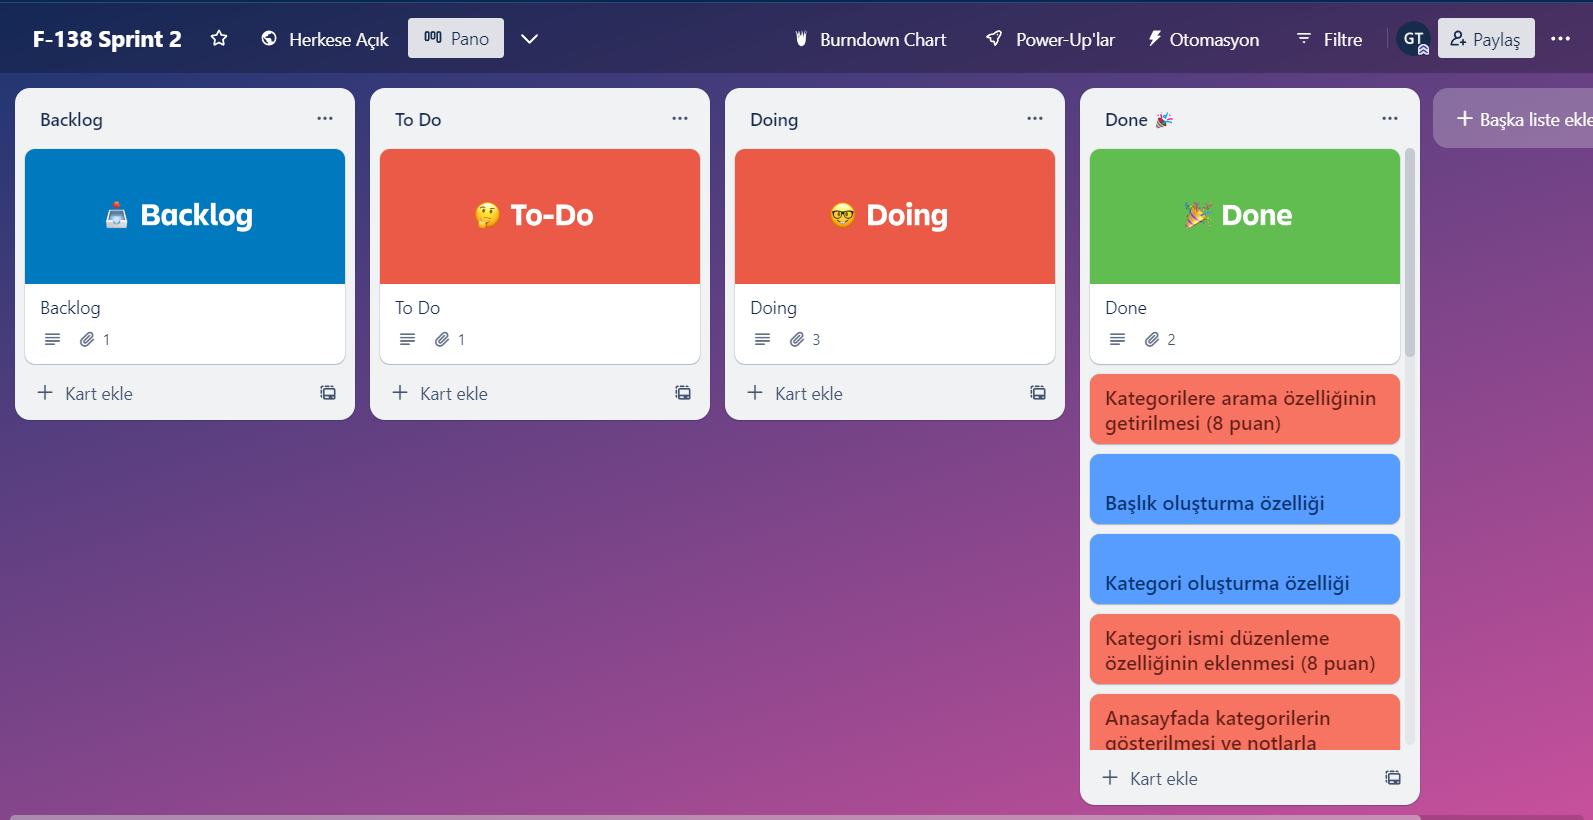 F-138 Sprint 2
Herkese Açık
Pano
Burndown Chart
Power-Up'lar
Otomasyon
Filtre
GT
Paylaş
Backlog
Backlog
Backlog
1
Kart ekle
To Do
To-Do
To Do
1
Kart ekle
Doing
Doing
Doing
3
Kart ekle
Done
Done
Done
2
Kategorilere arama özelliğinin
getirilmesi (8 puan)
Başlık oluşturma özelliği
Kategori oluşturma özelliği
Kategori ismi düzenleme
özelliğinin eklenmesi (8 puan)
Anasayfada kategorilerin
gösterilmesi ve notlarla
Kart ekle
Başka liste ekle